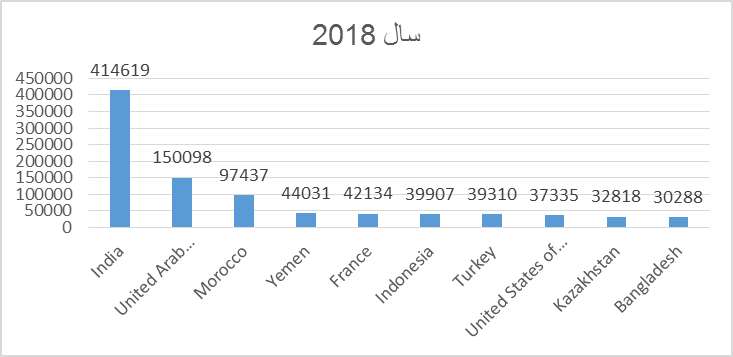 سال 2018
450000
400000
350000
300000
250000
200000
150000
100000
50000
0
414619
150098
97437
44031
42134
39907
39310
37335
32818
30288
India
United Arab...
Morocco
Yemen
France
Indonesia
Turkey
United States of...
Kazakhstan
Bangladesh